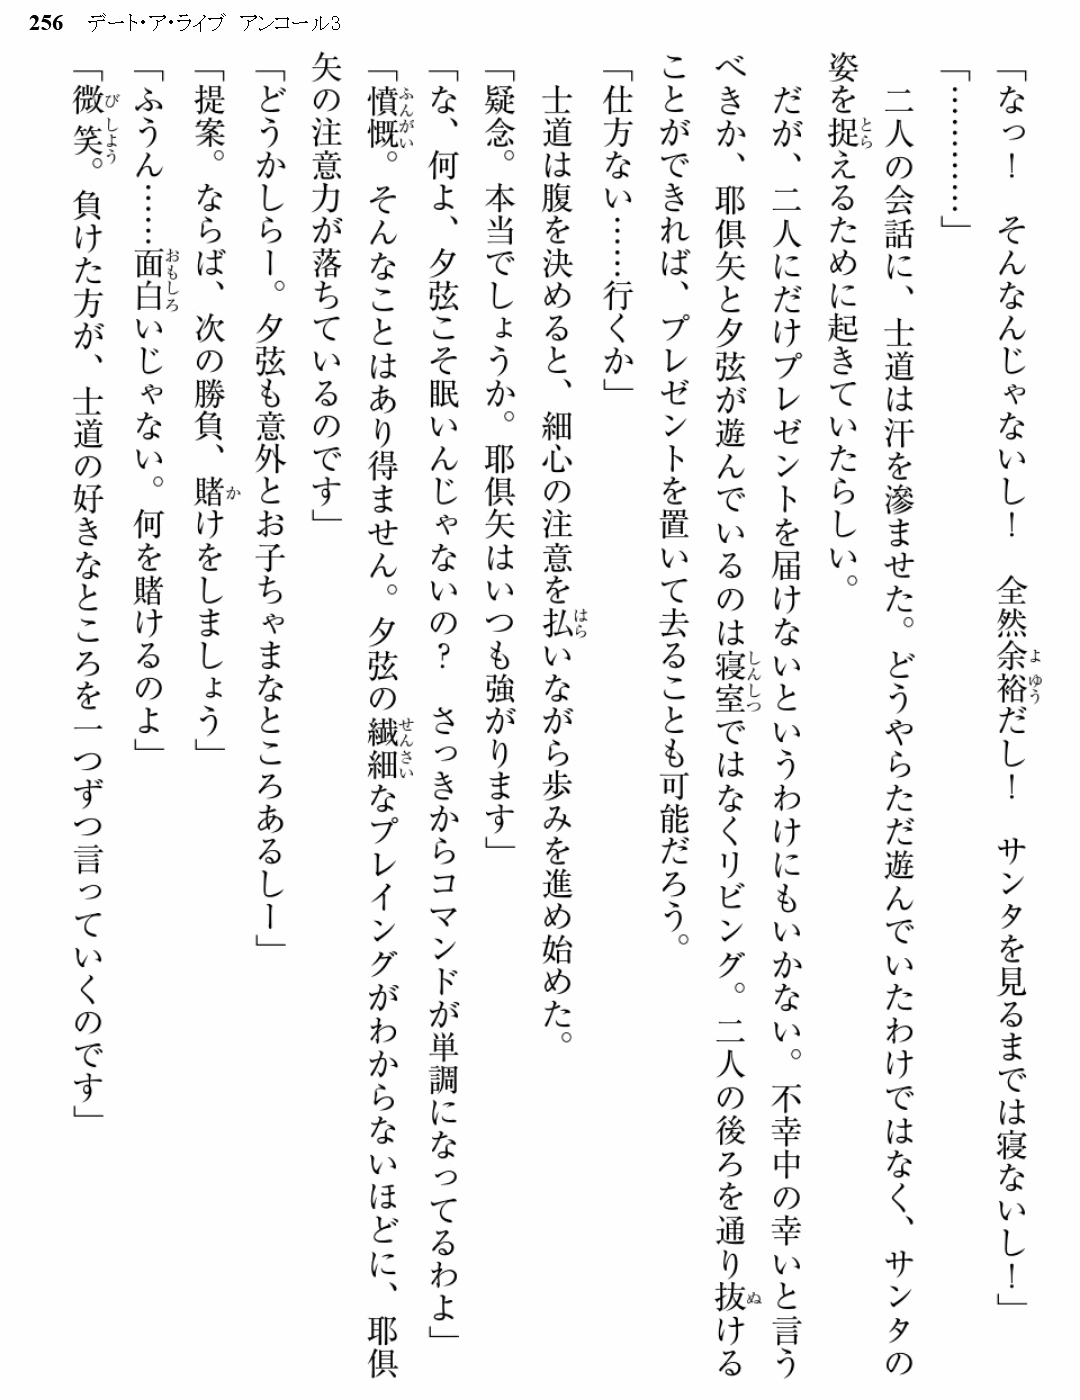 256 デート・ア・ライブ アンコール3
「なっ！　そんなんじゃないし！　全然余裕だし！　サンタを見るまでは寝ないし！」
「…………」
　二人の会話に、士道は汗を滲ませた。どうやらただ遊んでいたわけではなく、サンタの
姿を捉えるために起きていたらしい。
　だが、二人にだけプレゼントを届けないというわけにもいかない。不幸中の幸いと言う
べきか、耶倶矢と夕弦が遊んでいるのは寝室ではなくリビング。二人の後ろを通り抜ける
ことができれば、プレゼントを置いて去ることも可能だろう。
「仕方ない……行くか」
　士道は腹を決めると、細心の注意を払いながら歩みを進め始めた。
「疑念。本当でしょうか。耶倶矢はいつも強がります」
「な、何よ、夕弦こそ眠いんじゃないの？　さっきからコマンドが単調になってるわよ」
「憤慨。そんなことはあり得ません。夕弦の繊細なプレイングがわからないほどに、耶倶
矢の注意力が落ちているのです」
「どうかしらー。夕弦も意外とお子ちゃまなところあるしー」
「提案。ならば、次の勝負、賭けをしましょう」
「ふうん……面白いじゃない。何を賭けるのよ」
「微笑。負けた方が、士道の好きなところを一つずつ言っていくのです」